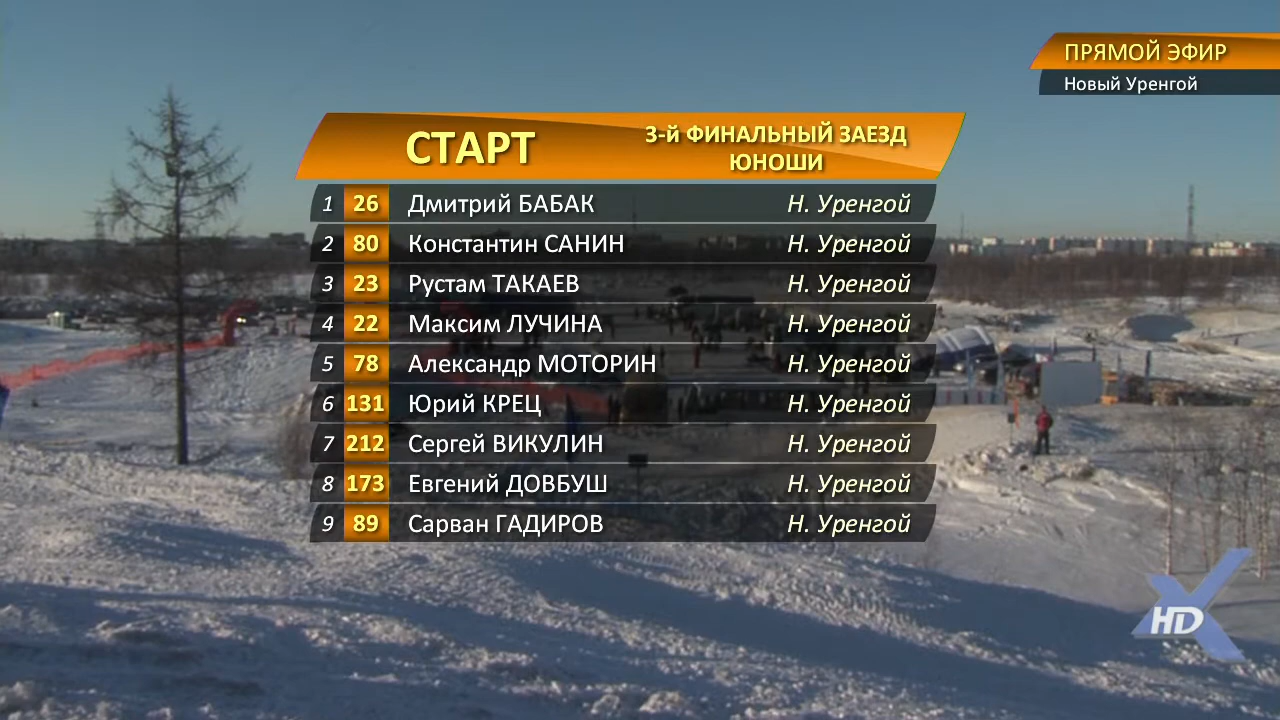 ПРЯМОЙ ЭФИР
Новый Уренгой
СТАРТ
3-й ФИНАЛЬНЫЙ ЗАЕЗД
ЮНОШИ
1 26 Дмитрий БАБАК Н. Уренгой
2 80 Константин САНИН Н. Уренгой
3 23 Рустам ТАКАЕВ Н. Уренгой
4 22 Максим ЛУЧИНА Н. Уренгой
5 78 Александр МОТОРИН Н. Уренгой
6 131 Юрий КРЕЦ Н. Уренгой
7 212 Сергей ВИКУЛИН Н. Уренгой
8 173 Евгений ДОВБУШ Н. Уренгой
9 89 Сарван ГАДИРОВ Н. Уренгой
X HD